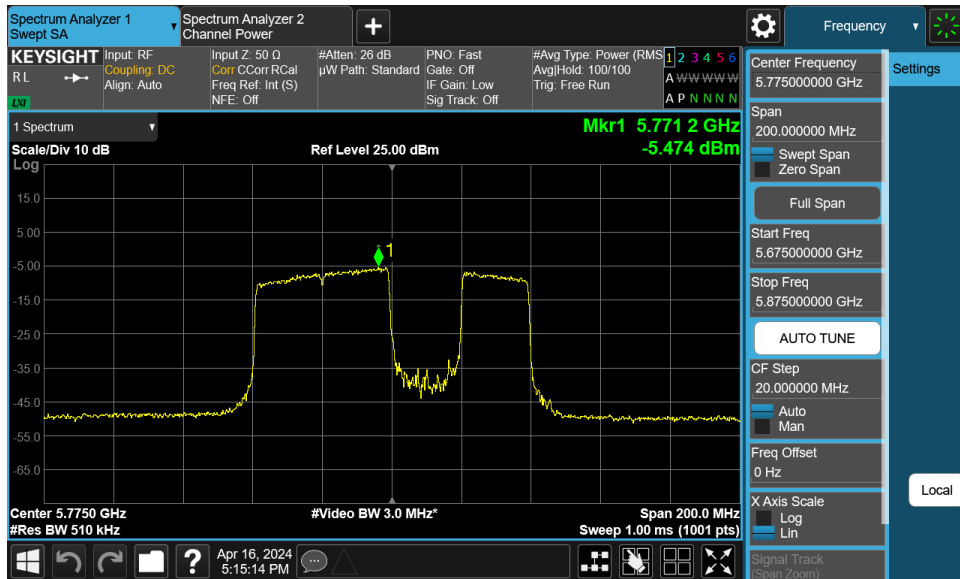 Spectrum Analyzer 1
Swept SA
Spectrum Analyzer 2
Channel Power
Frequency
KEYSIGHT
RL
LXI
Input: RF
Coupling: DC
Align: Auto
Input Z: 50 Ω
Corr CCorr RCal
Freq Ref: Int (S)
NFE: Off
#Atten: 26 dB
µW Path: Standard
PNO: Fast
Gate: Off
IF Gain: Low
Sig Track: Off
#Avg Type: Power (RMS
Avg|Hold: 100/100
Trig: Free Run
1 2 3 4 5 6
A W W W W W
A P N N N N
1 Spectrum
Scale/Div 10 dB
Log
Ref Level 25.00 dBm
Mkr1 5.771 2 GHz
-5.474 dBm
15.0
5.00
-5.00
-15.0
-25.0
-35.0
-45.0
-55.0
-65.0
1
Center 5.7750 GHz
#Res BW 510 kHz
#Video BW 3.0 MHz*
Span 200.0 MHz
Sweep 1.00 ms (1001 pts)
Apr 16, 2024
5:15:14 PM
Center Frequency
5.775000000 GHz
Span
200.000000 MHz
Swept Span
Zero Span
Full Span
Start Freq
5.675000000 GHz
Stop Freq
5.875000000 GHz
AUTO TUNE
CF Step
20.000000 MHz
Auto
Man
Freq Offset
0 Hz
X Axis Scale
Log
Lin
Signal Track
(Span Zoom)
Settings
Local